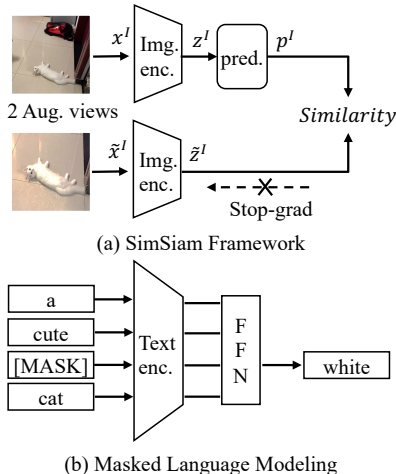 x^I
Img.
enc.
z^I
pred.
p^I
2 Aug. views
Similarity
x̃^I
Img.
enc.
z̃^I
Stop-grad
(a) SimSiam Framework
a
cute
[MASK]
cat
Text
enc.
F
F
N
white
(b) Masked Language Modeling